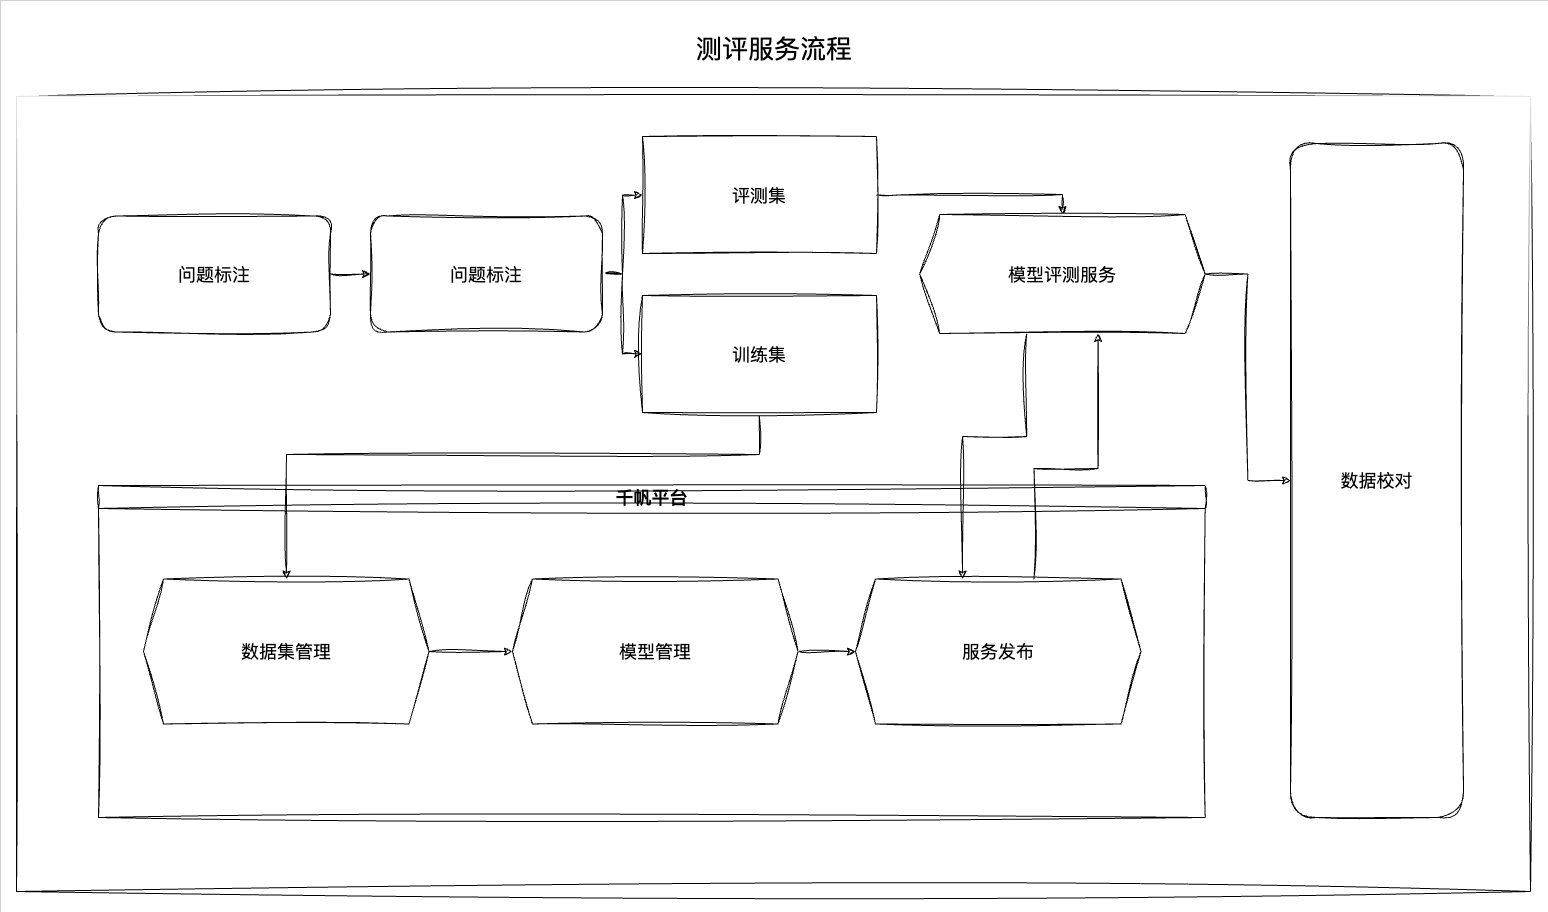 测评服务流程
问题标注
问题标注
评测集
训练集
模型评测服务
数据校对
千帆平台
数据集管理
模型管理
服务发布